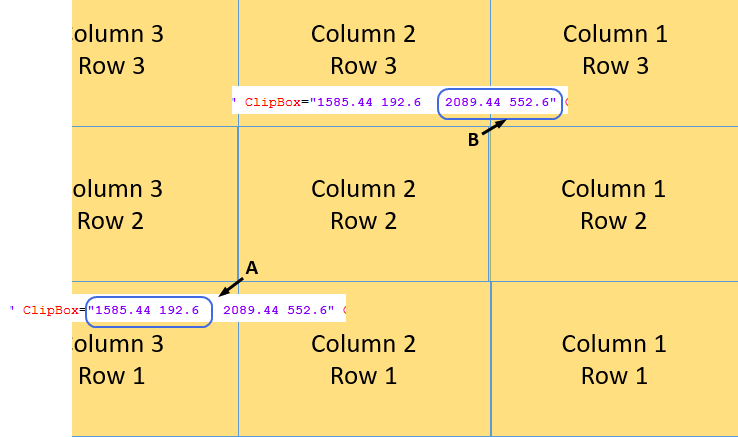 olumn 3 Column 2 Column 1
Row 3 Row 3 Row 3
" ClipBox="1585.44 192.6 2089.44 552.6"
B
olumn 3 Column 2 Column 1
Row 2 Row 2 Row 2
A
" ClipBox="1585.44 192.6 2089.44 552.6"
olumn 3 Column 2 Column 1
Row 1 Row 1 Row 1